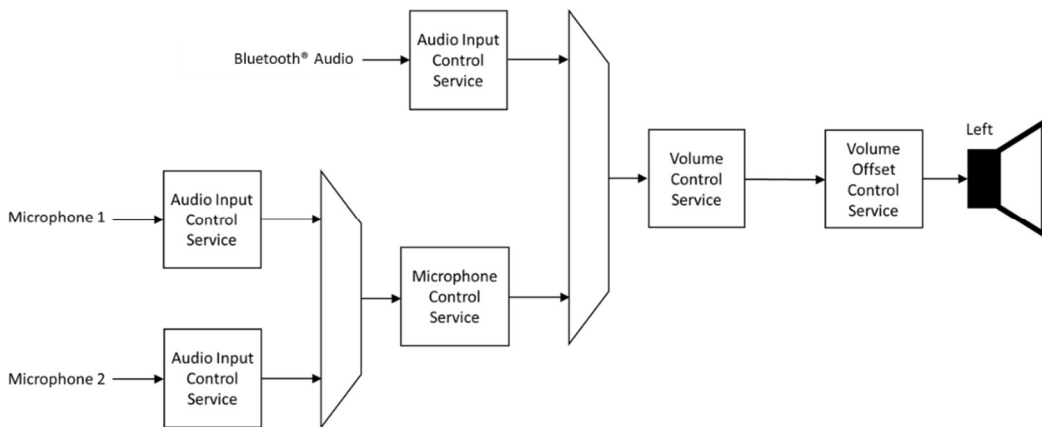 Bluetooth® Audio
Audio Input
Control
Service
Left
Volume
Control
Service
Volume
Offset
Control
Service
Microphone 1
Audio Input
Control
Service
Microphone
Control
Service
Microphone 2
Audio Input
Control
Service